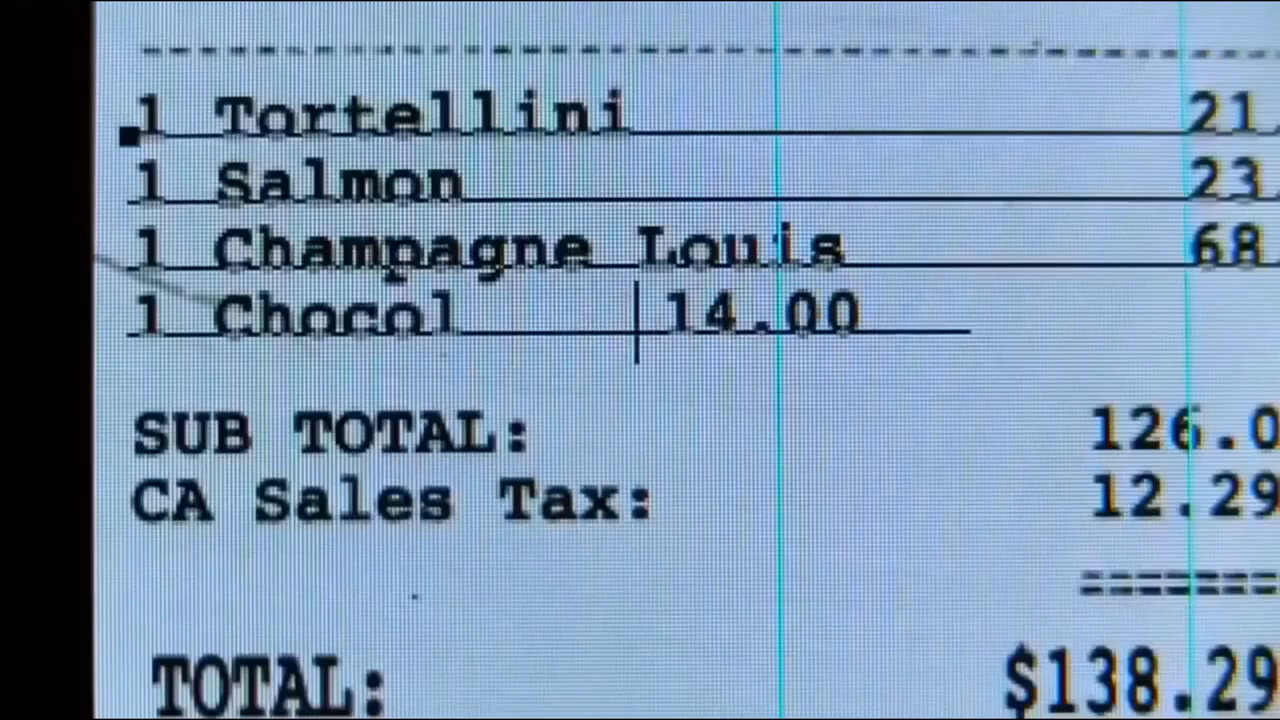 1 Tortellini 21.
1 Salmon 23.
1 Champagne Louis 68.
1 Chocol 14.00
SUB TOTAL: 126.0
CA Sales Tax: 12.29
TOTAL: $138.29